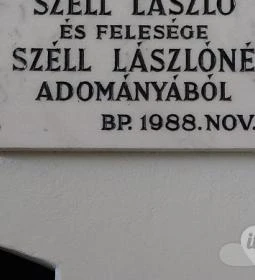 SZÉLL LÁSZLÓ
ÉS FELESÉGE
SZÉLL LÁSZLÓNÉ
ADOMÁNYÁBÓL
BP. 1988. NOV.